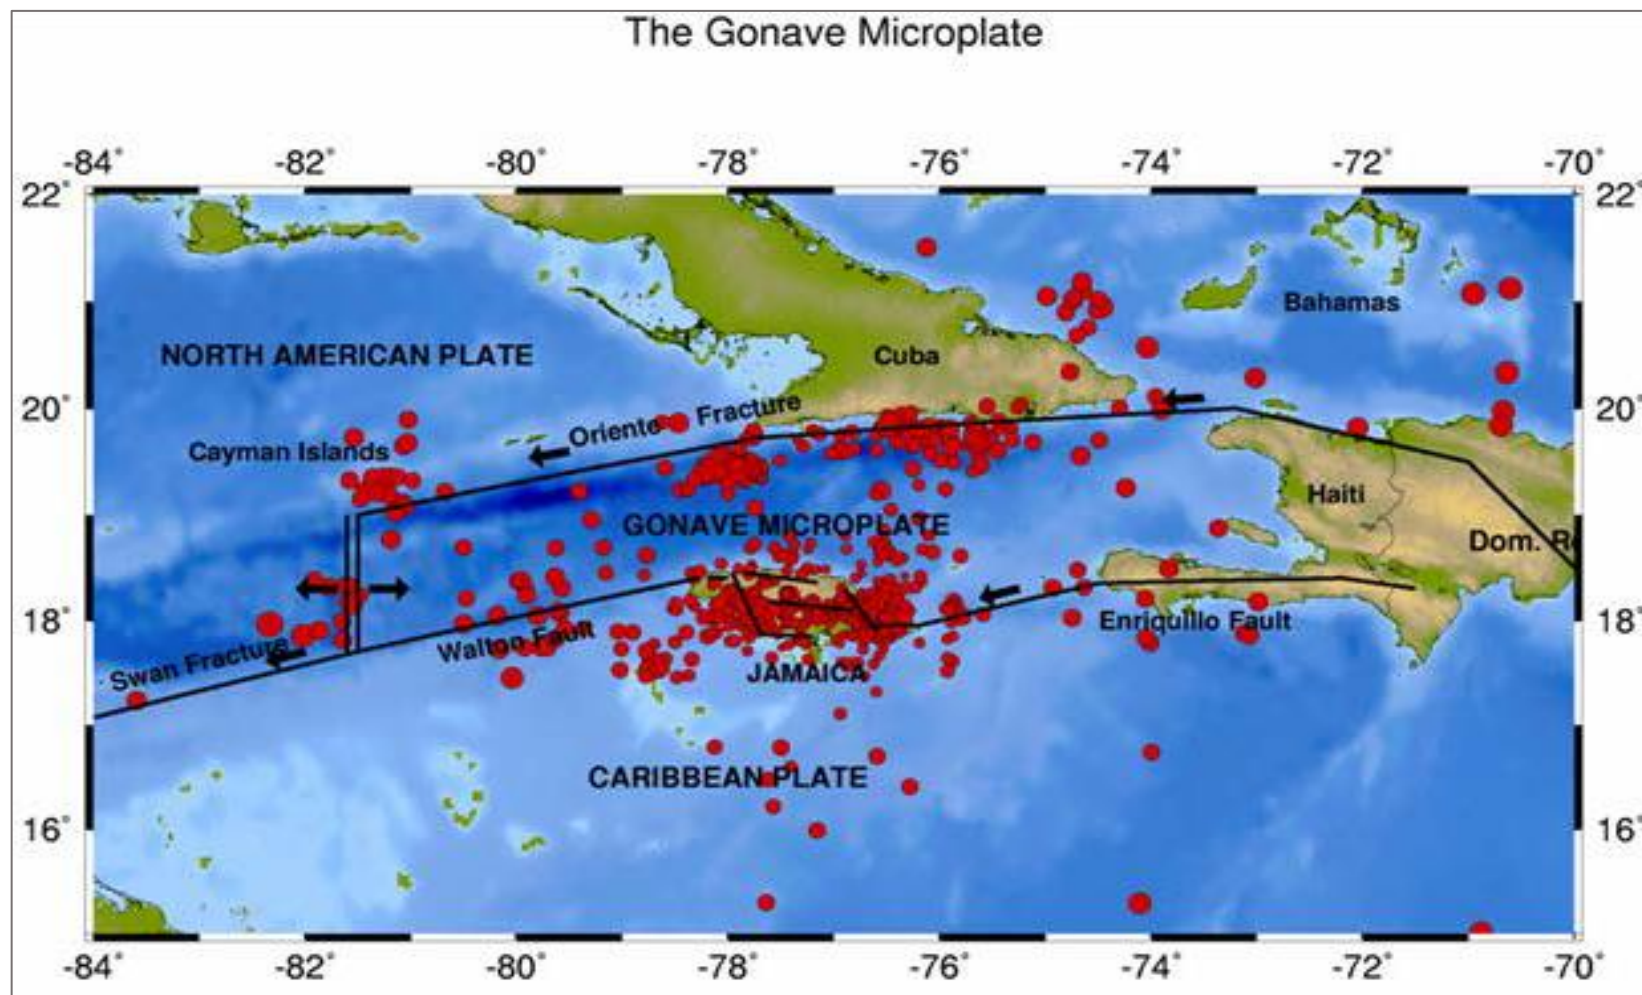 The Gonave Microplate
-84° -82° -80° -78° -76° -74° -72° -70°
22° 22°
Bahamas
NORTH AMERICAN PLATE
Cuba
20° 20°
Oriente Fracture
Cayman Islands
Haiti
GONAVE MICROPLATE
Dom. Re
18° 18°
Enriquillo Fault
Walton Fault
Swan Fracture
JAMAICA
CARIBBEAN PLATE
16° 16°
-84° -82° -80° -78° -76° -74° -72° -70°